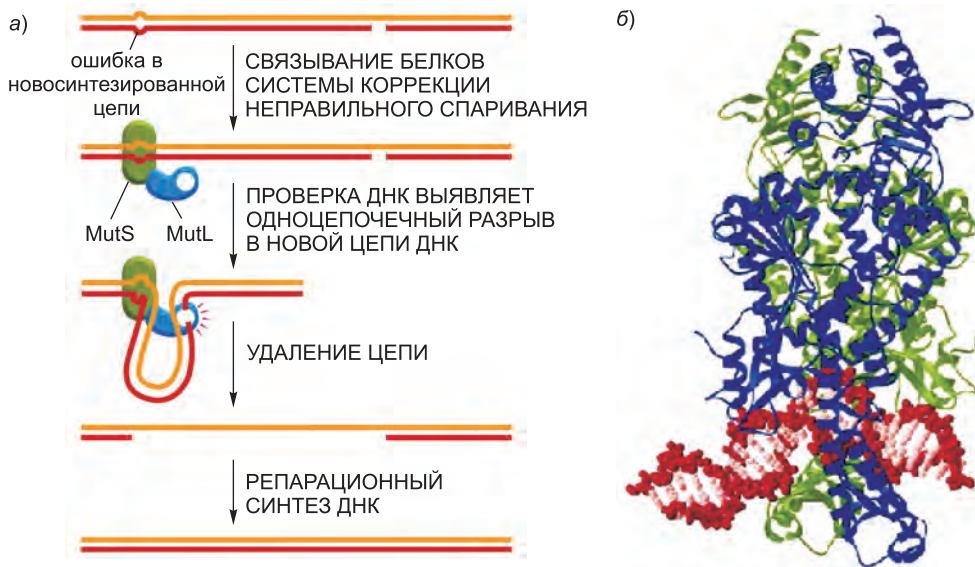 а)
б)
ошибка в
новосинтезированной
цепи
СВЯЗЫВАНИЕ БЕЛКОВ
СИСТЕМЫ КОРРЕКЦИИ
НЕПРАВИЛЬНОГО СПАРИВАНИЯ
MutS
MutL
ПРОВЕРКА ДНК ВЫЯВЛЯЕТ
ОДНОЦЕПОЧЕЧНЫЙ РАЗРЫВ
В НОВОЙ ЦЕПИ ДНК
УДАЛЕНИЕ ЦЕПИ
РЕПАРАЦИОННЫЙ
СИНТЕЗ ДНК